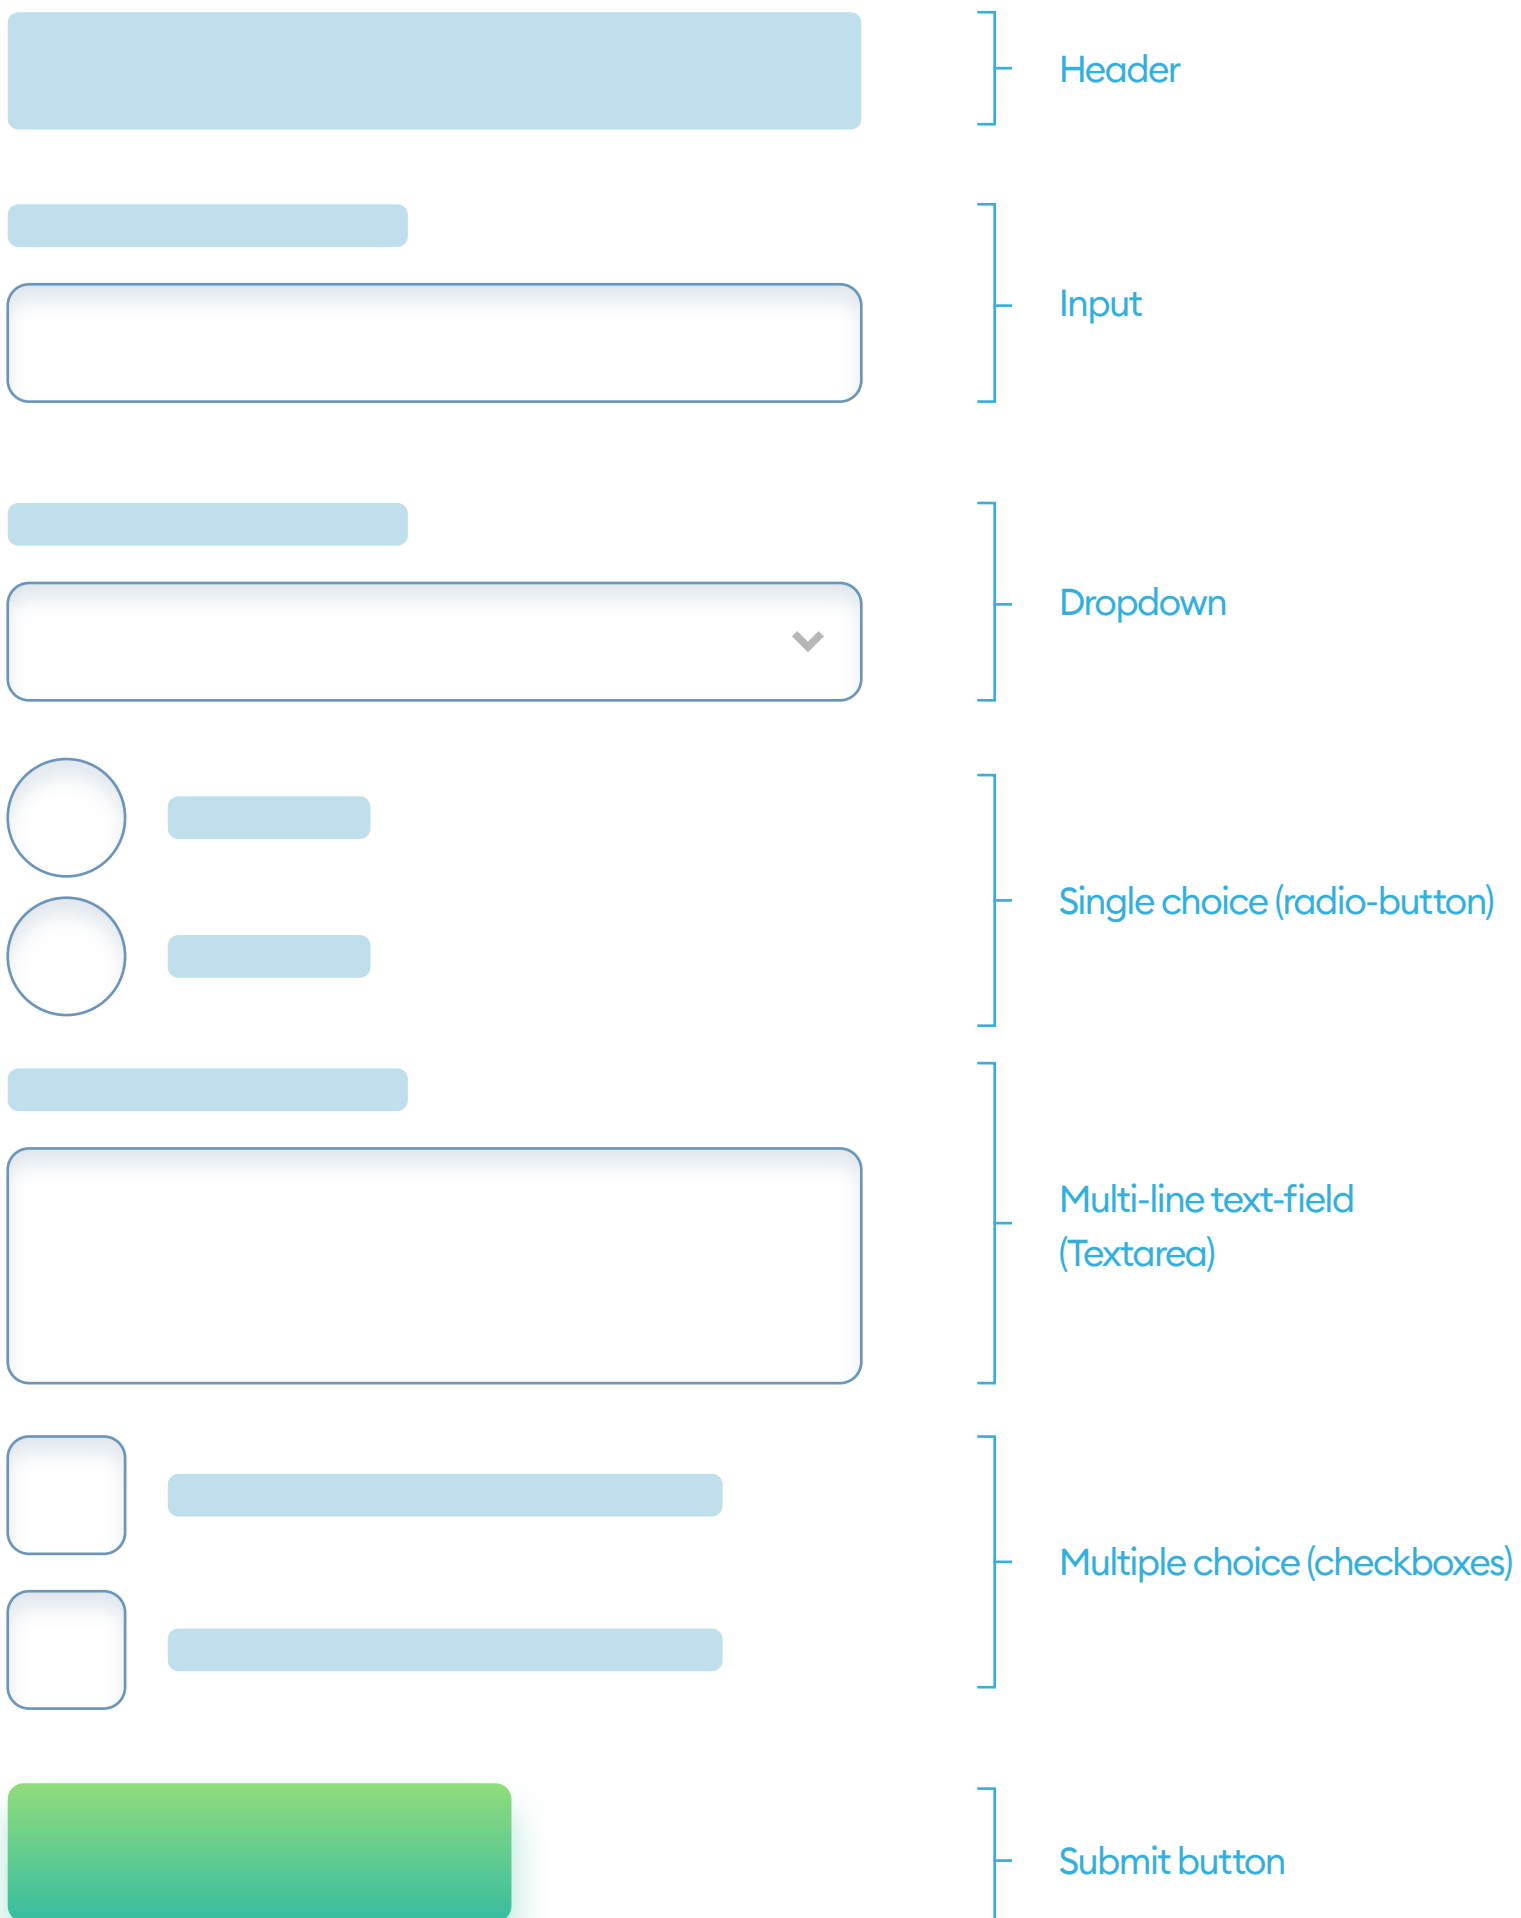 Header
Input
Dropdown
Single choice (radio-button)
Multi-line text-field
(Textarea)
Multiple choice (checkboxes)
Submit button